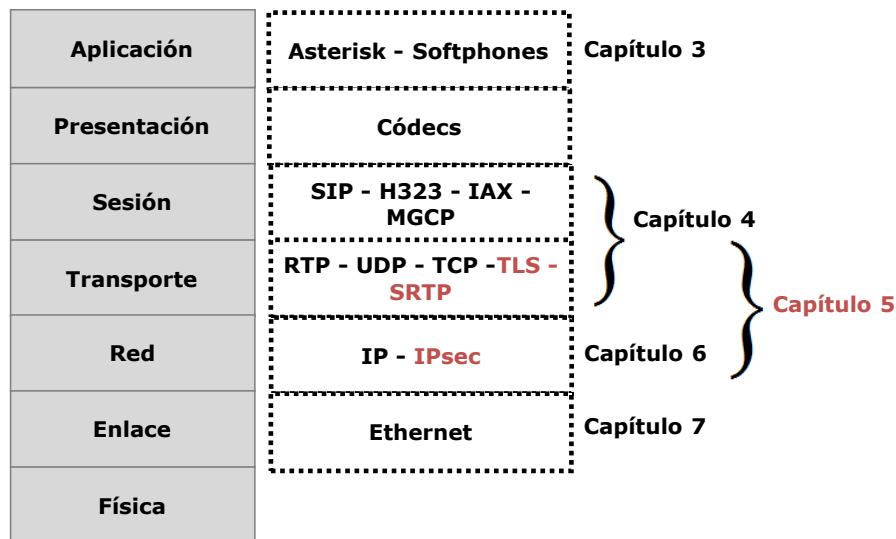 Aplicación
Asterisk - Softphones
Capítulo 3
Presentación
Códecs
Sesión
SIP - H323 - IAX -
MGCP
Capítulo 4
Transporte
RTP - UDP - TCP -TLS -
SRTP
Capítulo 5
Red
IP - IPsec
Capítulo 6
Enlace
Ethernet
Capítulo 7
Física